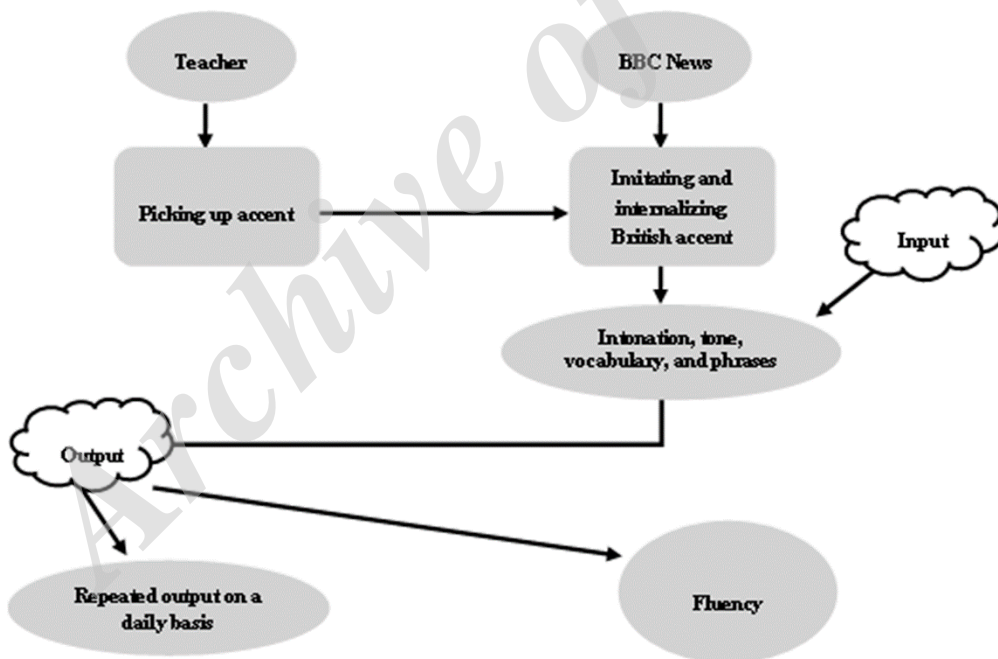 Teacher
BBC News
Picking up accent
Imitating and
internalizing
British accent
Input
Intonation, tone,
vocabulary, and phrases
Output
Repeated output on a
daily basis
Fluency
Archive of